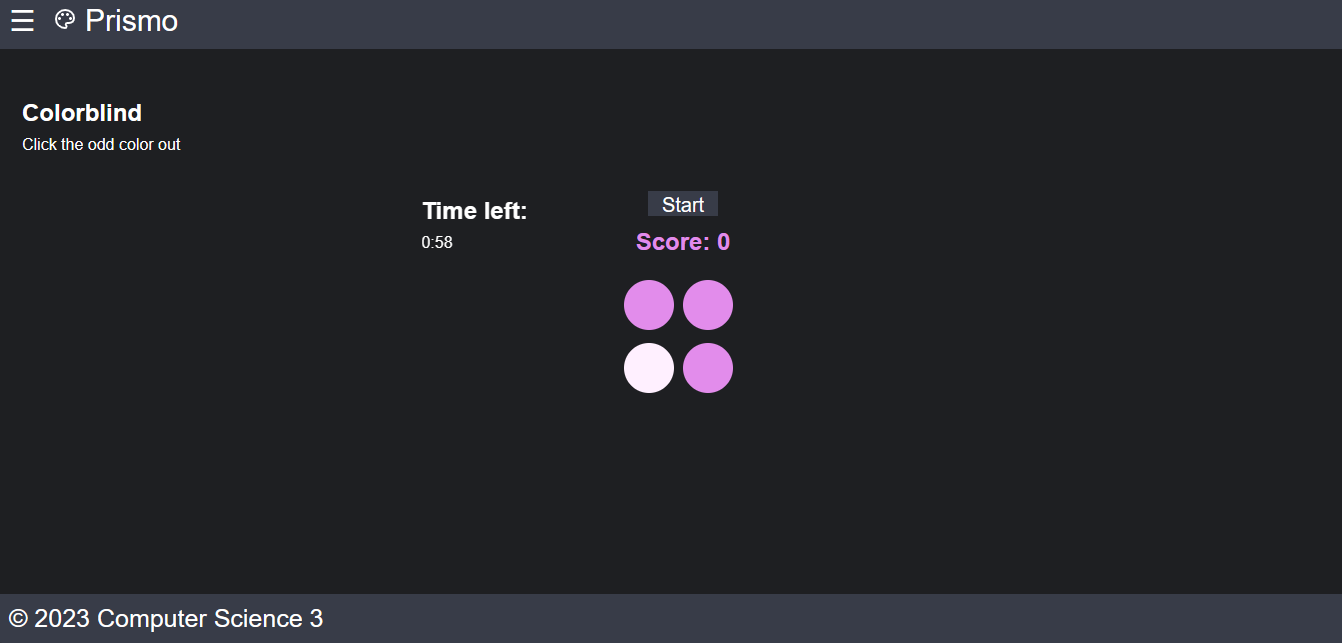 Prismo
Colorblind
Click the odd color out
Time left:
0:58
Start
Score: 0
© 2023 Computer Science 3